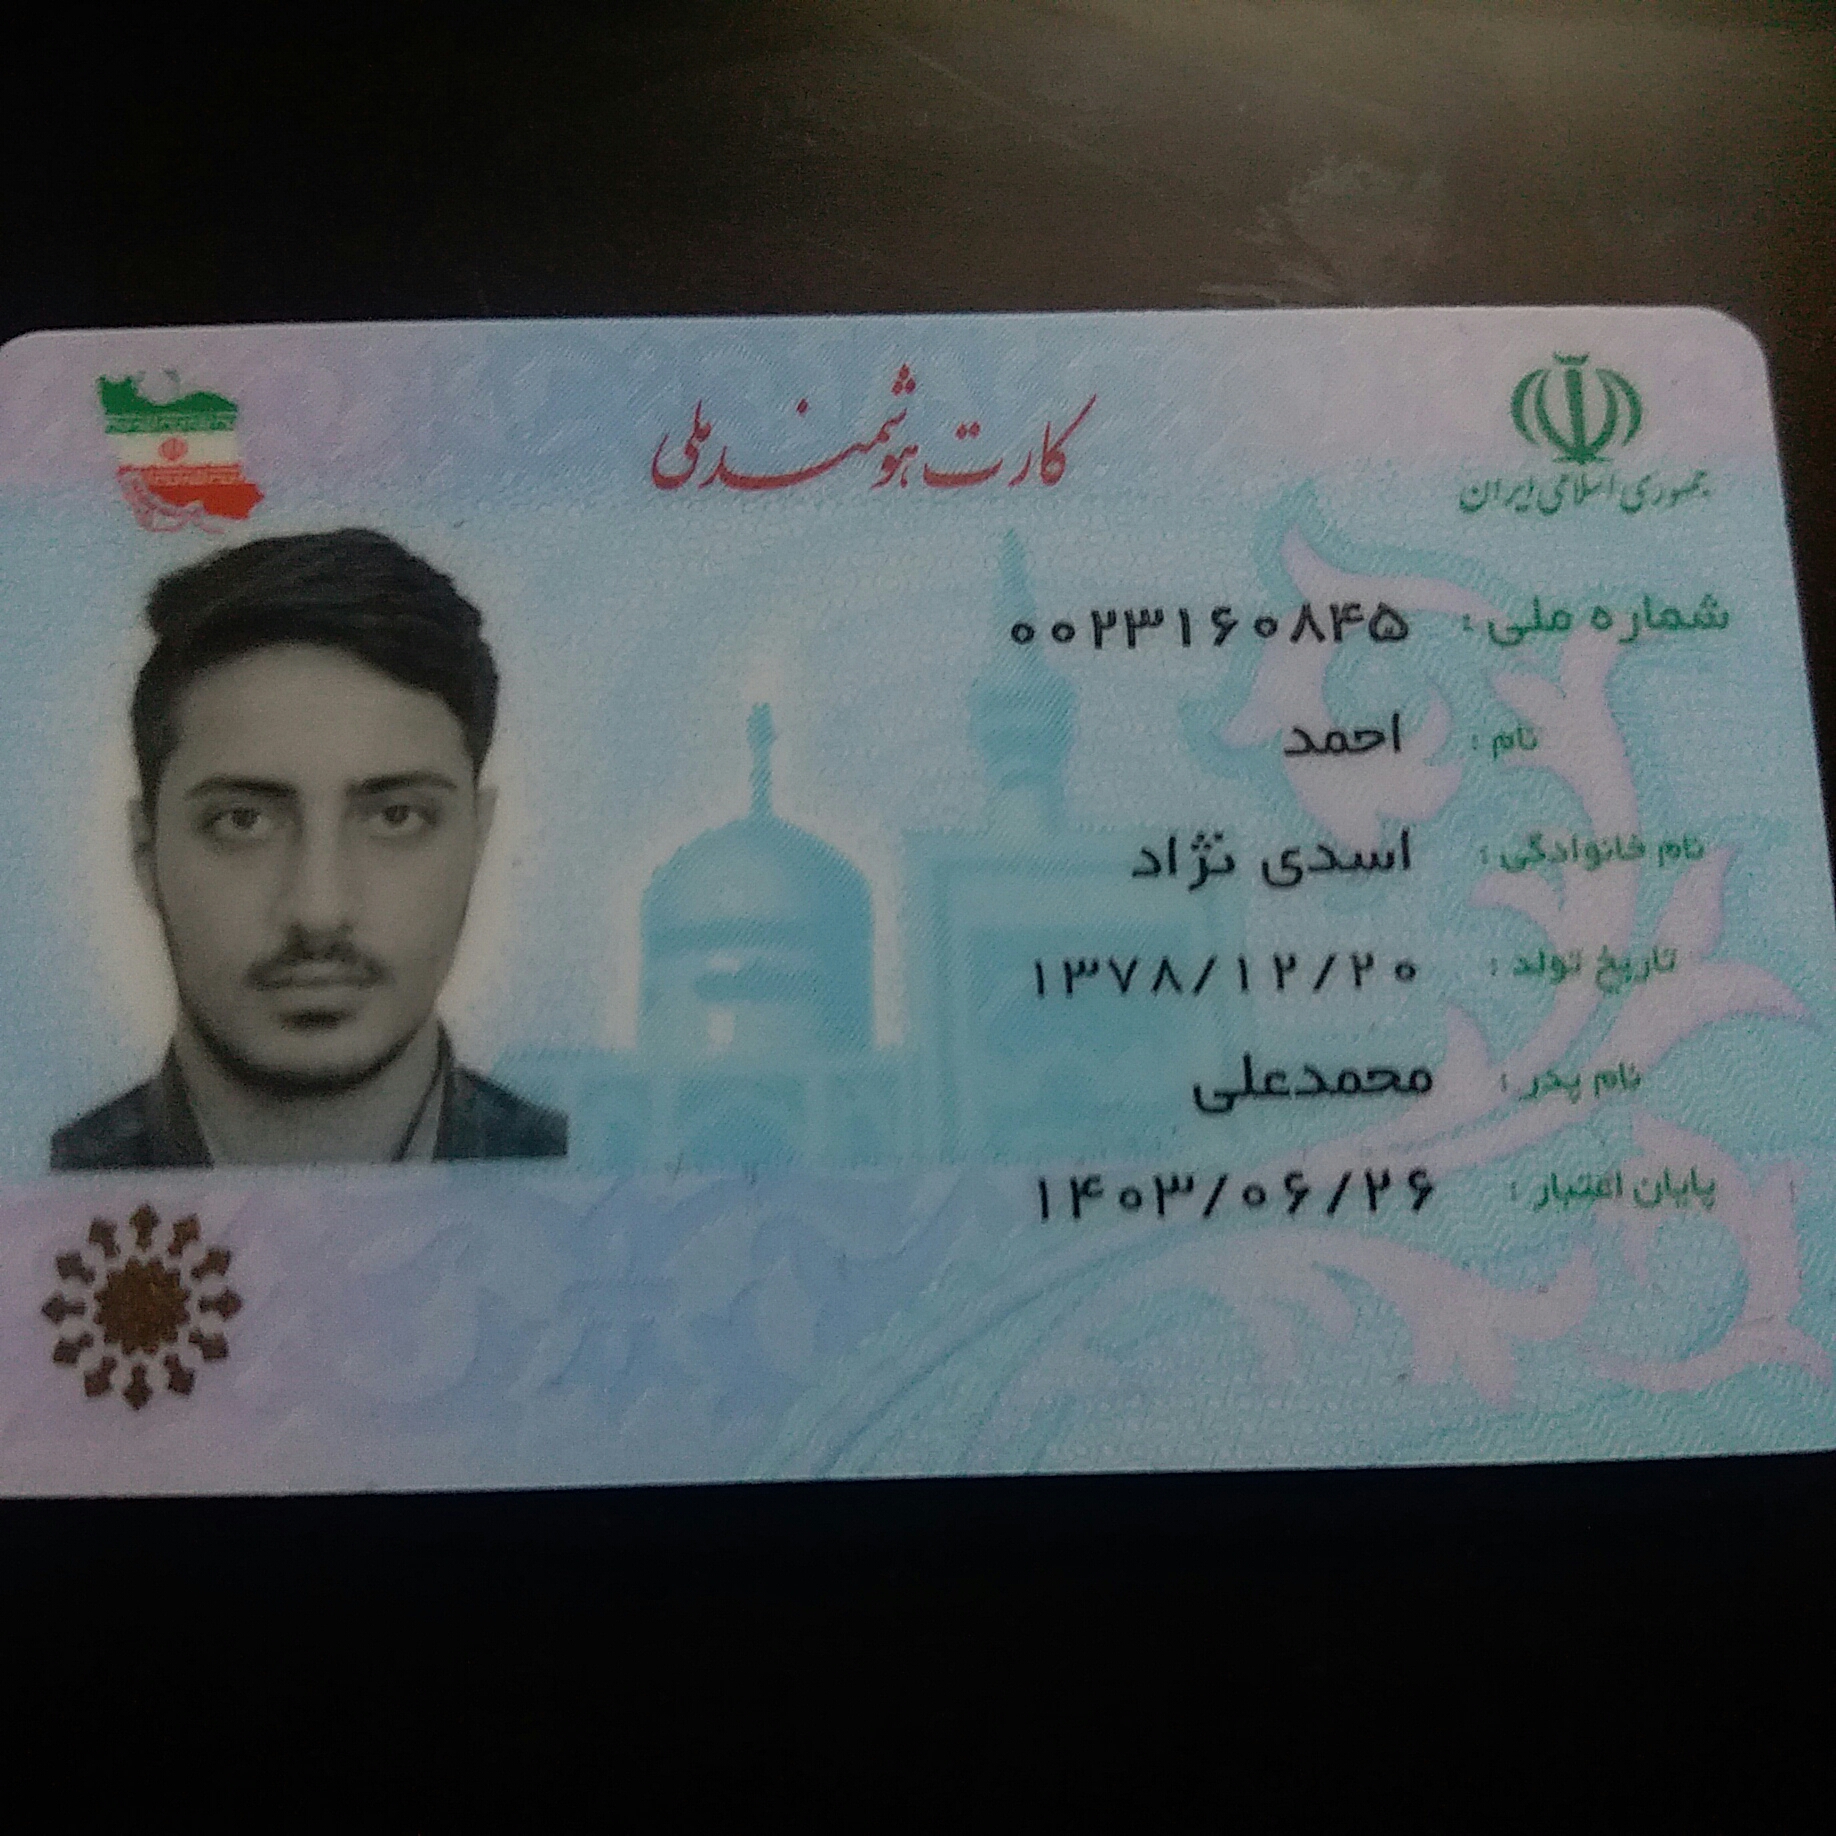 کارت هوشمند ملی
جمهوری اسلامی ایران
شماره ملی : ۰۰۲۳۱۶۰۸۴۵
نام : احمد
نام خانوادگی : اسدی نژاد
تاریخ تولد : ۱۳۷۸/۱۲/۲۰
نام پدر : محمدعلی
پایان اعتبار : ۱۴۰۳/۰۶/۲۶